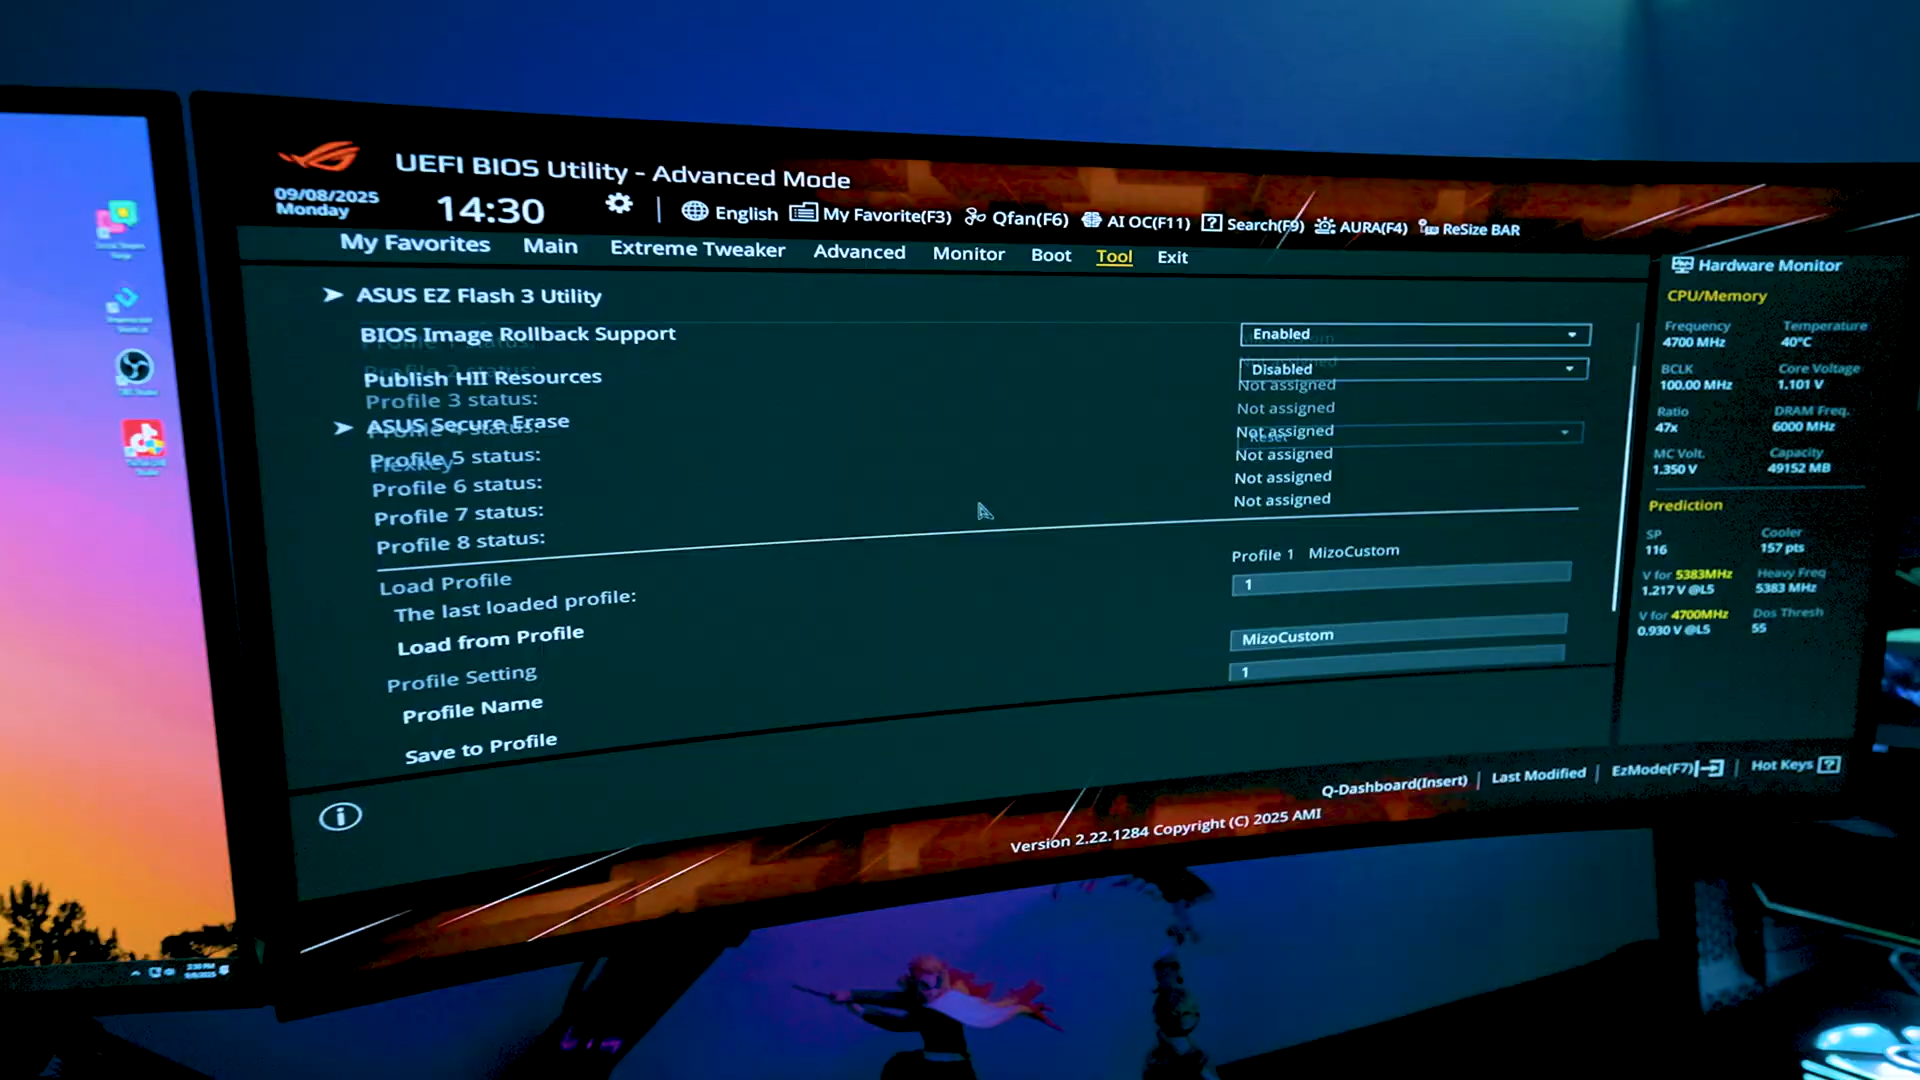 UEFI BIOS Utility - Advanced Mode
09/08/2025
Monday
14:30
English
My Favorite(F3)
Qfan(F6)
AI OC(F11)
Search(F9)
AURA(F4)
ReSize BAR
My Favorites
Main
Extreme Tweaker
Advanced
Monitor
Boot
Tool
Exit
ASUS EZ Flash 3 Utility
BIOS Image Rollback Support
Enabled
Publish HII Resources
Disabled
Not assigned
Profile 3 status:
Not assigned
ASUS Secure Erase
Not assigned
Reset
Profile 5 status:
Flexkey
Not assigned
Profile 6 status:
Not assigned
Profile 7 status:
Not assigned
Profile 8 status:
Load Profile
Profile 1 MizoCustom
The last loaded profile:
1
Load from Profile
Profile Setting
MizoCustom
Profile Name
1
Save to Profile
Hardware Monitor
CPU/Memory
Frequency Temperature
4700 MHz 40°C
BCLK Core Voltage
100.00 MHz 1.101 V
Ratio DRAM Freq.
47x 6000 MHz
MC Volt. Capacity
1.350 V 49152 MB
Prediction
SP Cooler
116 157 pts
V for 5383MHz Heavy Freq
1.217 V @L5 5383 MHz
V for 4700MHz Dos Thresh
0.930 V @L5 55
Q-Dashboard(Insert)
Last Modified
EzMode(F7)
Hot Keys
Version 2.22.1284 Copyright (C) 2025 AMI